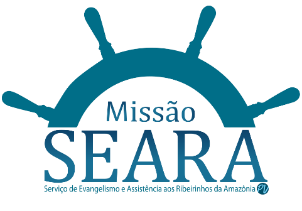 Missão
SEARA
Serviço de Evangelismo e Assistência aos Ribeirinhos da Amazônia